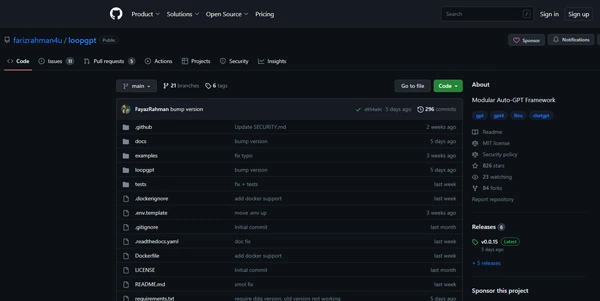 Product Solutions Open Source Pricing
Search
/
Sign in Sign up
farizrahman4u / loopgpt Public
Sponsor Notifications
Code Issues 11 Pull requests 5 Actions Projects Security Insights
main 21 branches 6 tags Go to file Code
FayazRahman bump version 5 days ago 296 commits
.github Update SECURITY.md 2 weeks ago
docs bump version 5 days ago
examples fix typo 3 weeks ago
loopgpt bump version 5 days ago
tests fix + tests last week
.dockerignore add docker support last week
.env.template move .env up 3 weeks ago
.gitignore Initial commit last month
.readthedocs.yaml doc fix last week
Dockerfile add docker support last week
LICENSE Initial commit last month
README.md smol fix last week
requirements.txt require ddg version, old version not working
About
Modular Auto-GPT Framework
gpt gpt4 llms chatgpt
Readme
MIT license
Security policy
826 stars
23 watching
84 forks
Report repository
Releases 6
v0.0.15 Latest
5 days ago
+ 5 releases
Sponsor this project